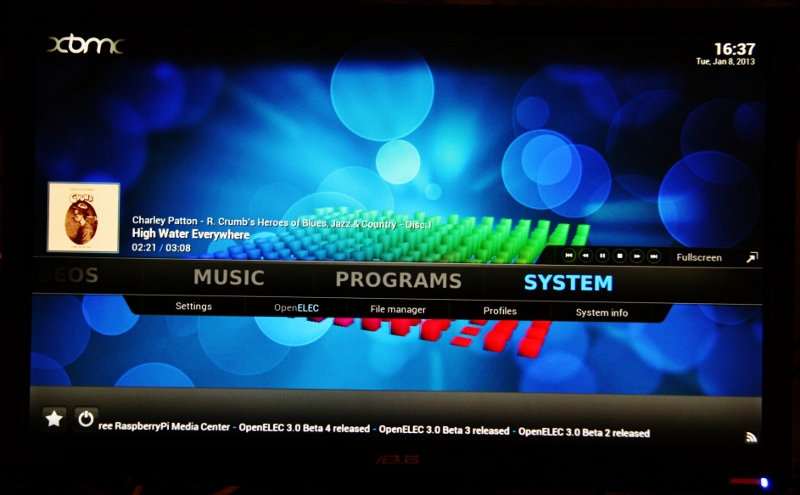 xbmc
16:37
Tue, Jan 8, 2013
Charley Patton - R. Crumb's Heroes of Blues, Jazz & Country - Disc:1
High Water Everywhere
02:21 / 03:08
Fullscreen
DEOS MUSIC PROGRAMS SYSTEM
Settings OpenELEC File manager Profiles System info
ree RaspberryPi Media Center - OpenELEC 3.0 Beta 4 released - OpenELEC 3.0 Beta 3 released - OpenELEC 3.0 Beta 2 released
ASUS